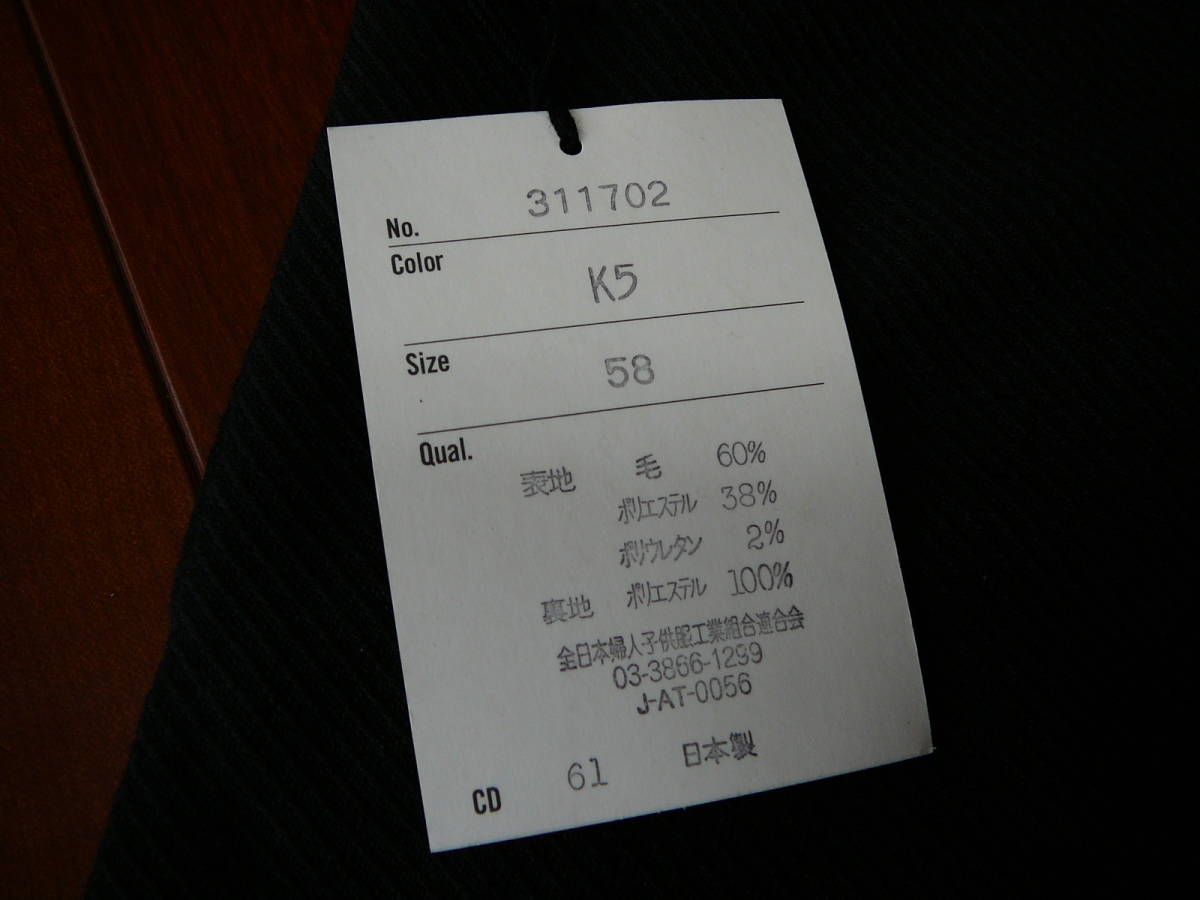 No. 311702
Color K5
Size 58
Qual. 表地 毛 60%
ポリエステル 38%
ポリウレタン 2%
裏地 ポリエステル 100%
全日本婦人子供服工業組合連合会
03-3866-1299
J-AT-0056
CD 61 日本製